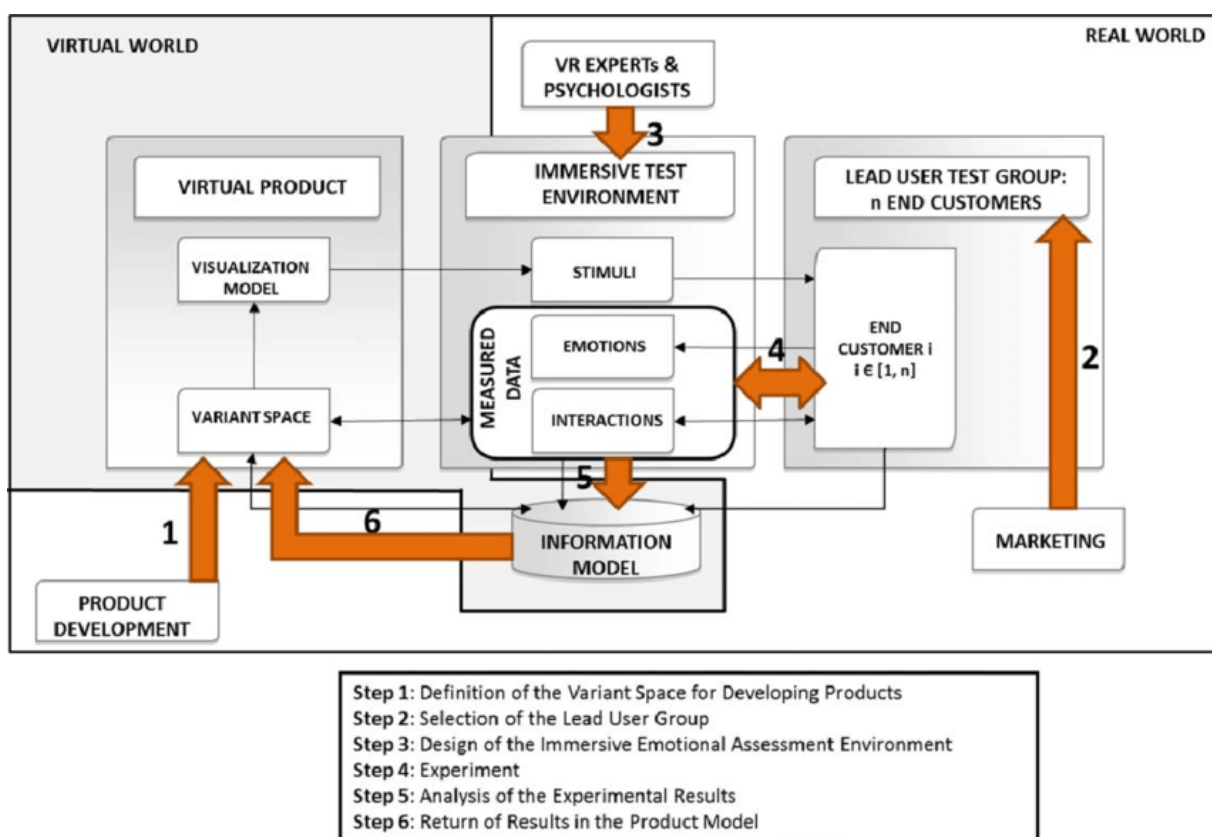 VIRTUAL WORLD
REAL WORLD
VR EXPERTs &
PSYCHOLOGISTS
3
VIRTUAL PRODUCT
IMMERSIVE TEST
ENVIRONMENT
LEAD USER TEST GROUP:
n END CUSTOMERS
VISUALIZATION
MODEL
STIMULI
MEASURED
DATA
EMOTIONS
INTERACTIONS
4
END
CUSTOMER i
i ∈ [1, n]
2
VARIANT SPACE
5
1
6
INFORMATION
MODEL
MARKETING
PRODUCT
DEVELOPMENT
Step 1: Definition of the Variant Space for Developing Products
Step 2: Selection of the Lead User Group
Step 3: Design of the Immersive Emotional Assessment Environment
Step 4: Experiment
Step 5: Analysis of the Experimental Results
Step 6: Return of Results in the Product Model